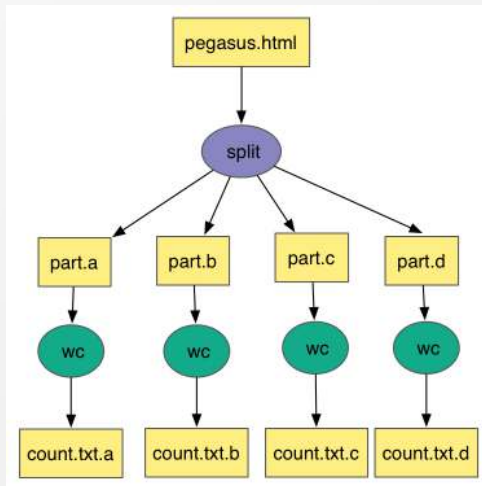 pegasus.html
split
part.a
part.b
part.c
part.d
wc
wc
wc
wc
count.txt.a
count.txt.b
count.txt.c
count.txt.d